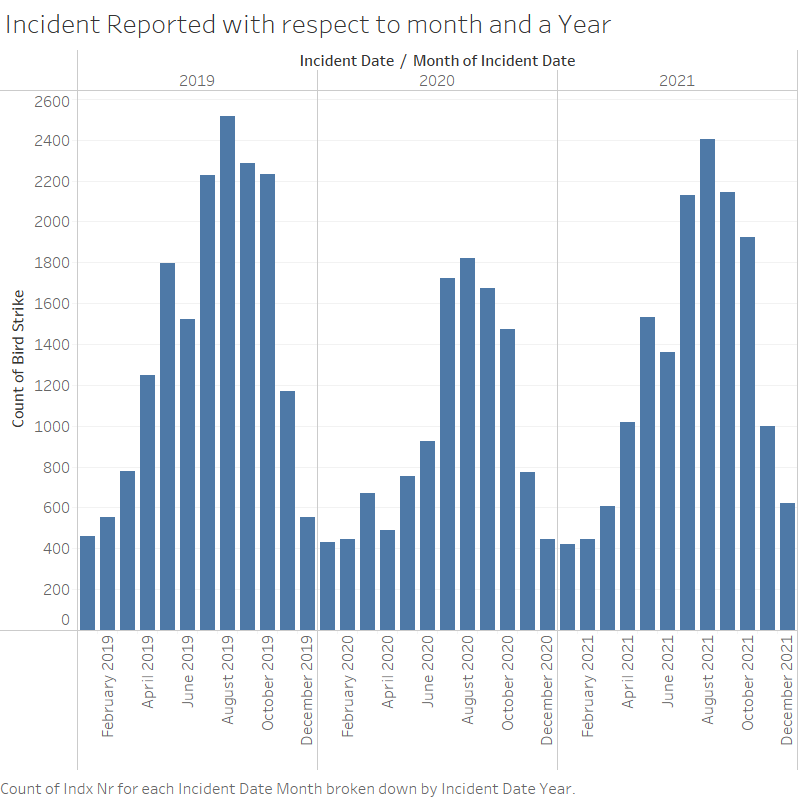 Incident Reported with respect to month and a Year
Incident Date / Month of Incident Date
2019 2020 2021
2600
2400
2200
2000
1800
1600
1400
1200
1000
800
600
400
200
0
Count of Bird Strike
February 2019
April 2019
June 2019
August 2019
October 2019
December 2019
February 2020
April 2020
June 2020
August 2020
October 2020
December 2020
February 2021
April 2021
June 2021
August 2021
October 2021
December 2021
Count of Indx Nr for each Incident Date Month broken down by Incident Date Year.